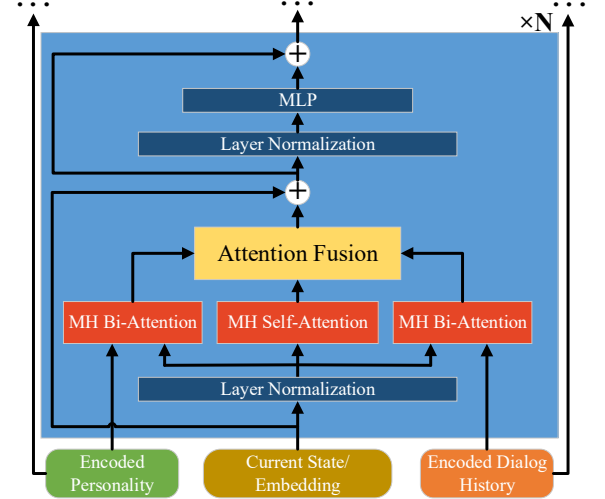 ... ... ...
×N
+
MLP
Layer Normalization
+
Attention Fusion
MH Bi-Attention
MH Self-Attention
MH Bi-Attention
Layer Normalization
Encoded
Personality
Current State/
Embedding
Encoded Dialog
History